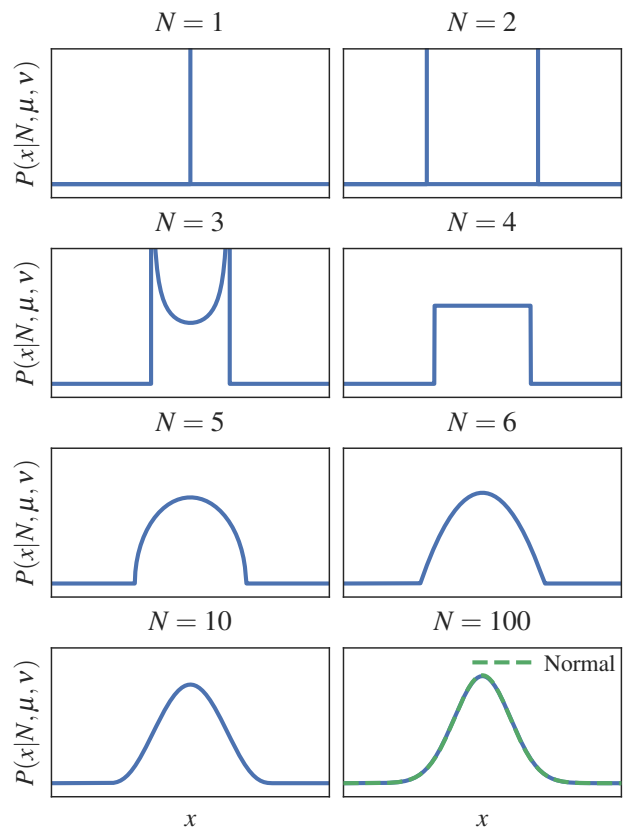 N = 1 N = 2
P(x|N, μ, ν)
N = 3 N = 4
P(x|N, μ, ν)
N = 5 N = 6
P(x|N, μ, ν)
N = 10 N = 100
P(x|N, μ, ν)
Normal
x x